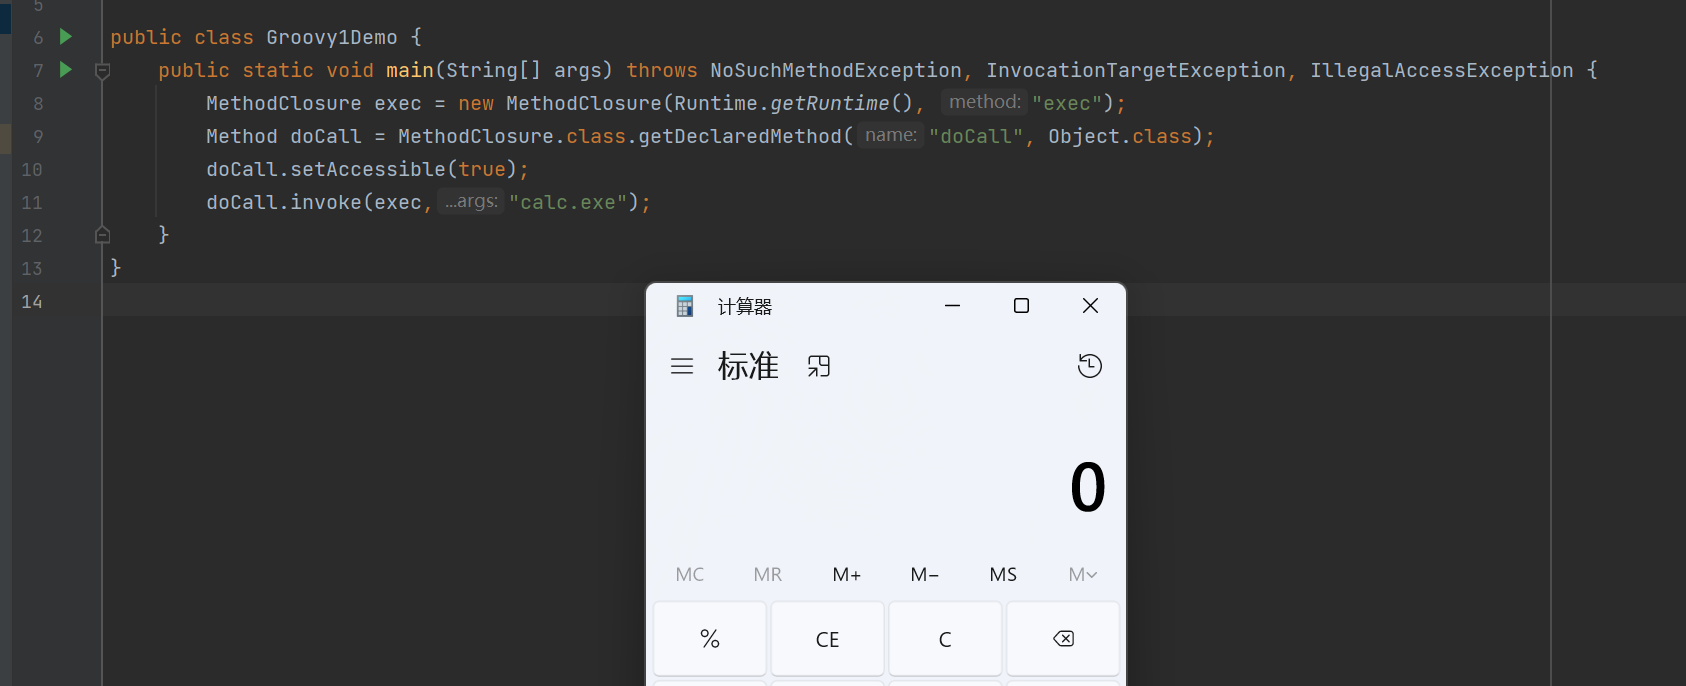 5
6 public class Groovy1Demo {
7 public static void main(String[] args) throws NoSuchMethodException, InvocationTargetException, IllegalAccessException {
8 MethodClosure exec = new MethodClosure(Runtime.getRuntime(), method: "exec");
9 Method doCall = MethodClosure.class.getDeclaredMethod( name: "doCall", Object.class);
10 doCall.setAccessible(true);
11 doCall.invoke(exec, ...args: "calc.exe");
12 }
13 }
14
计算器
标准
0
MC MR M+ M− MS M
% CE C